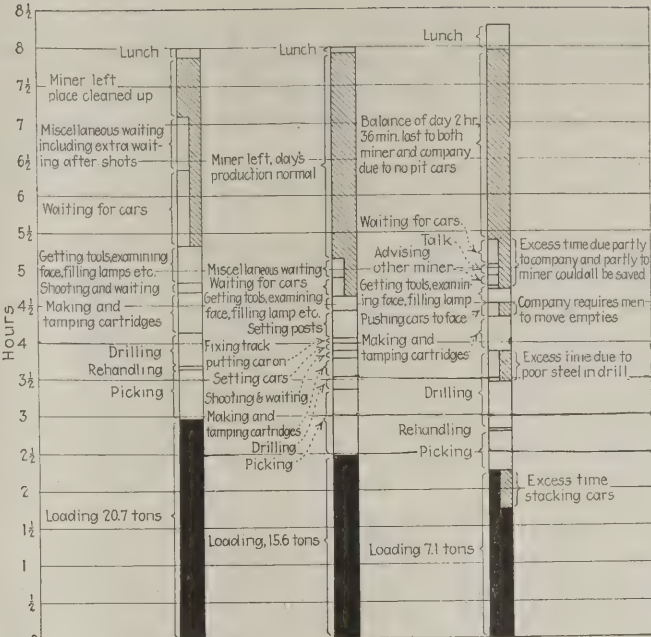 Hours
8½
8
7½
7
6½
6
5½
5
4½
4
3½
3
2½
2
1½
1
½
Lunch
Miner left
place cleaned up
Miscellaneous waiting
including extra wait-
ing after shots
Waiting for cars
Getting tools, examining
face, filling lamps etc.
Shooting and waiting
Making and
tamping cartridges
Drilling
Rehandling
Picking
Loading 20.7 tons
Lunch
Miner left, day's
production normal
Miscellaneous waiting
Waiting for cars
Getting tools, examining
face, filling lamp etc.
Setting posts
Fixing track
putting car on
Setting cars
Shooting & waiting
Making and
tamping cartridges
Drilling
Picking
Loading, 15.6 tons
Lunch
Balance of day 2 hr.
36 min. lost to both
miner and company
due to no pit cars
Waiting for cars
Talk
Advising
other miner
Getting tools, examin-
ing face, filling lamp
Pushing cars to face
Making and
tamping cartridges
Drilling
Rehandling
Picking
Loading 7.1 tons
Excess time due partly
to company and partly to
miner could all be saved
Company requires men
to move empties
Excess time due to
poor steel in drill
Excess time
stacking cars